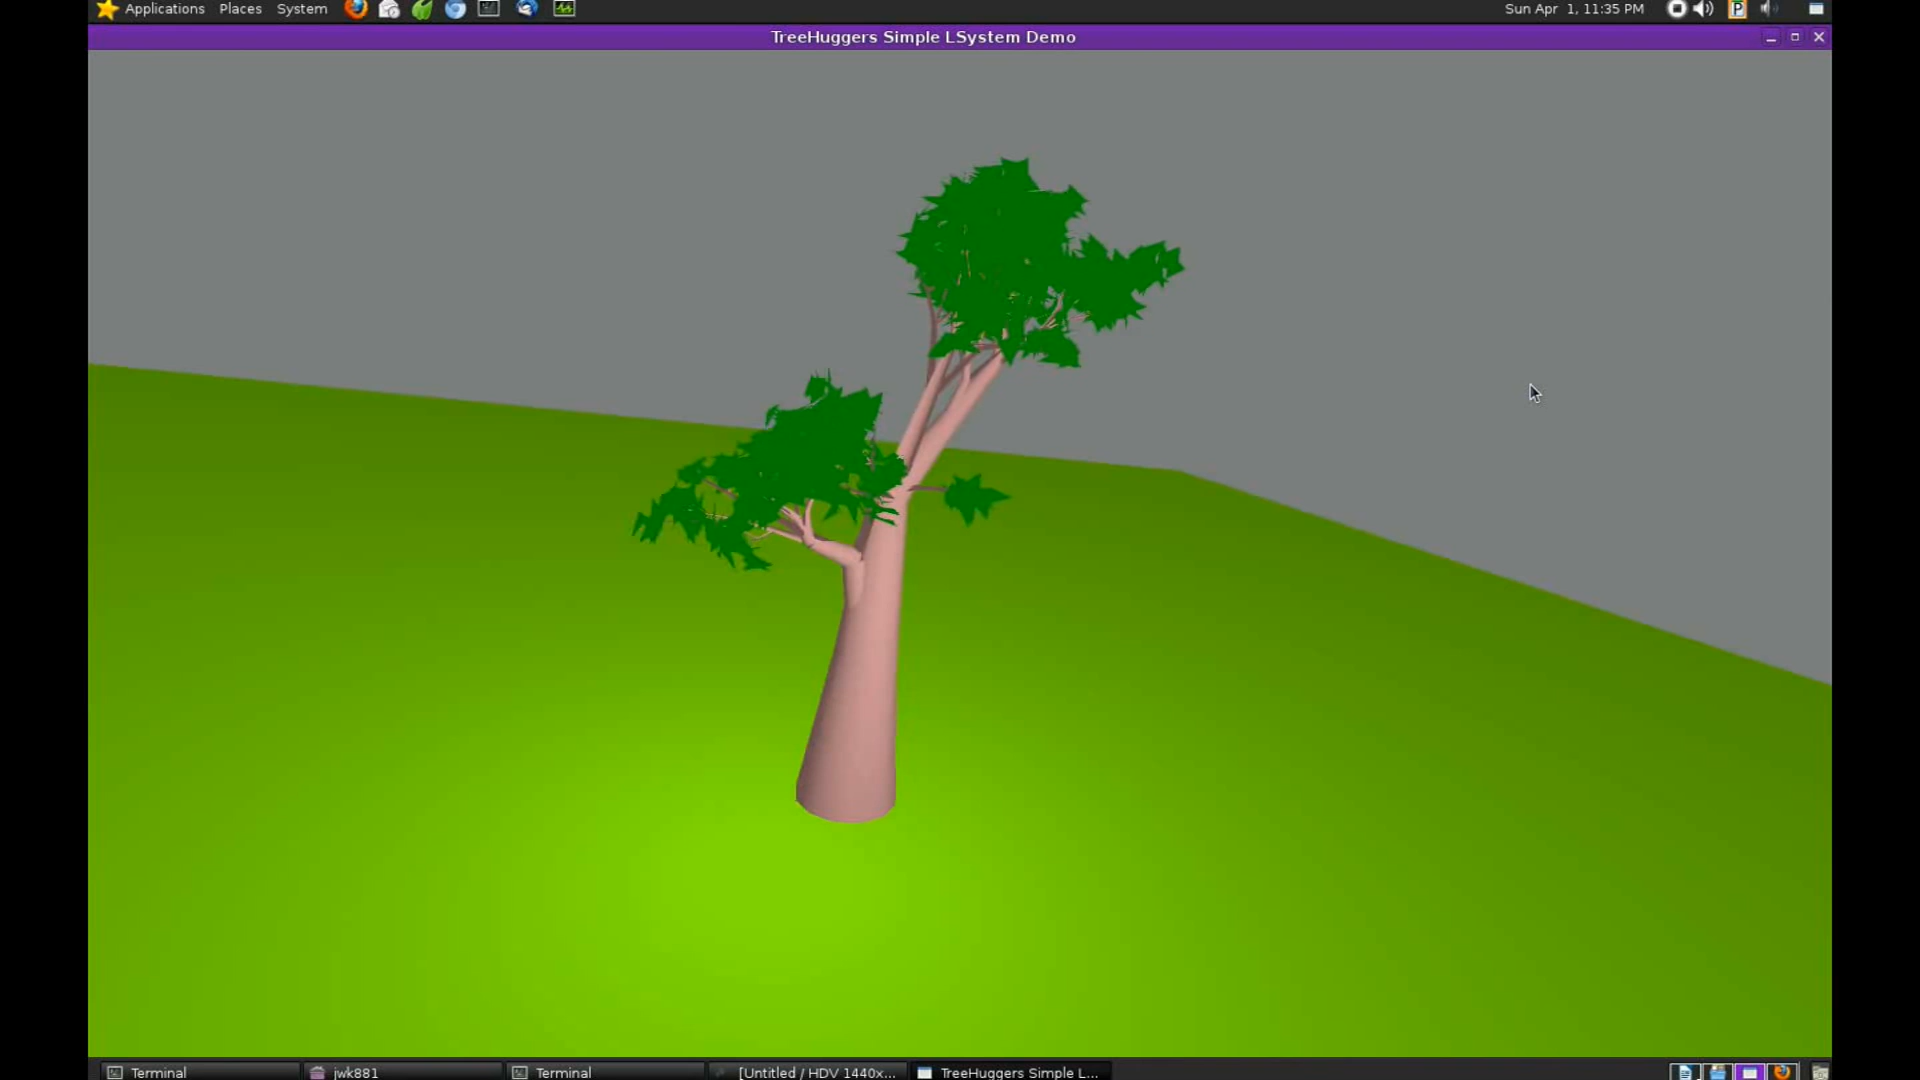 Applications Places System
Sun Apr 1, 11:35 PM
TreeHuggers Simple LSystem Demo
Terminal
jwk881
Terminal
[Untitled / HDV 1440x...
TreeHuggers Simple L...